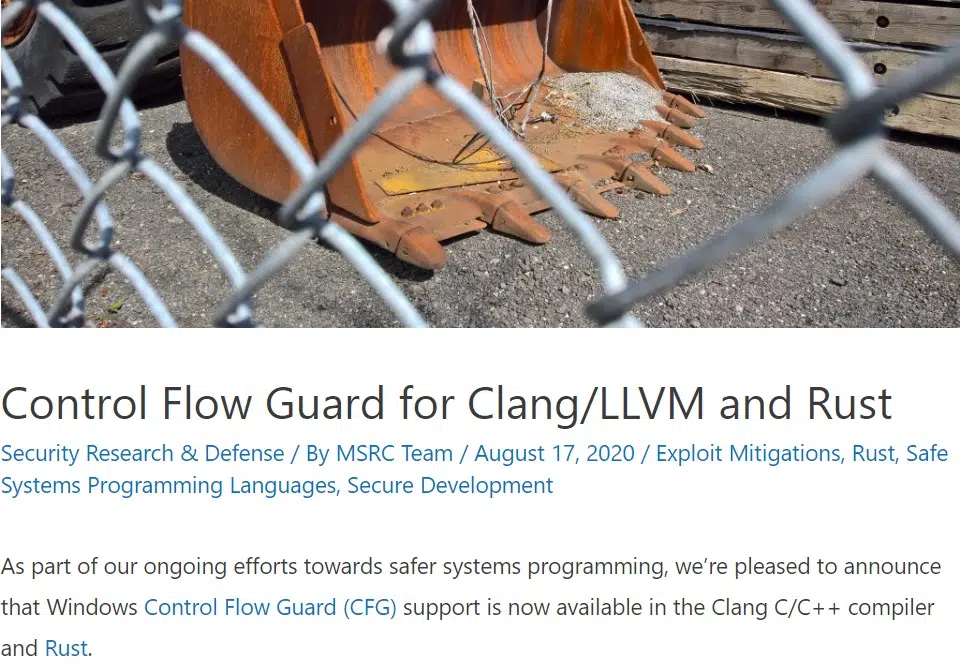 Control Flow Guard for Clang/LLVM and Rust
Security Research & Defense / By MSRC Team / August 17, 2020 / Exploit Mitigations, Rust, Safe
Systems Programming Languages, Secure Development
As part of our ongoing efforts towards safer systems programming, we’re pleased to announce
that Windows Control Flow Guard (CFG) support is now available in the Clang C/C++ compiler
and Rust.